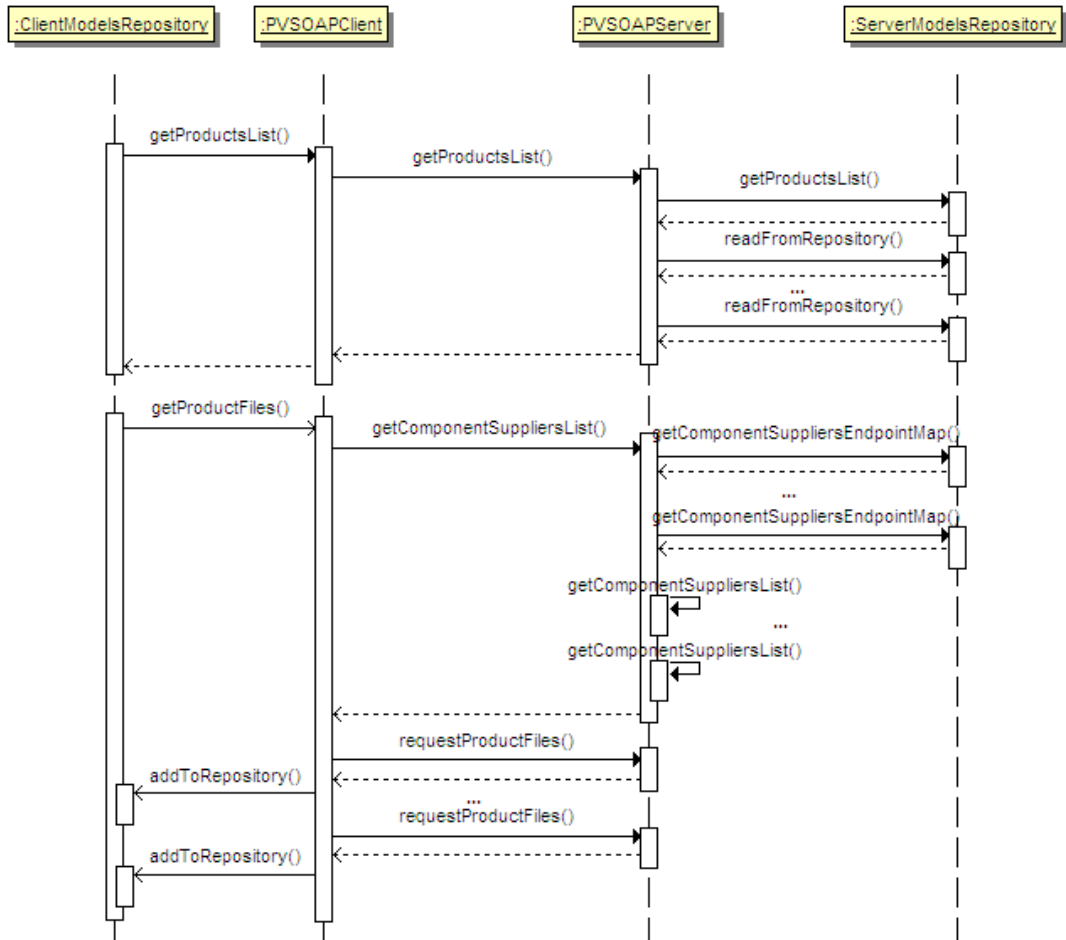 :ClientModelsRepository
:PVSOAPClient
:PVSOAPServer
:ServerModelsRepository
getProductsList()
getProductsList()
getProductsList()
readFromRepository()
...
readFromRepository()
getProductFiles()
getComponentSuppliersList()
getComponentSuppliersEndpointMap()
...
getComponentSuppliersEndpointMap()
getComponentSuppliersList()
...
getComponentSuppliersList()
requestProductFiles()
addToRepository()
...
requestProductFiles()
addToRepository()